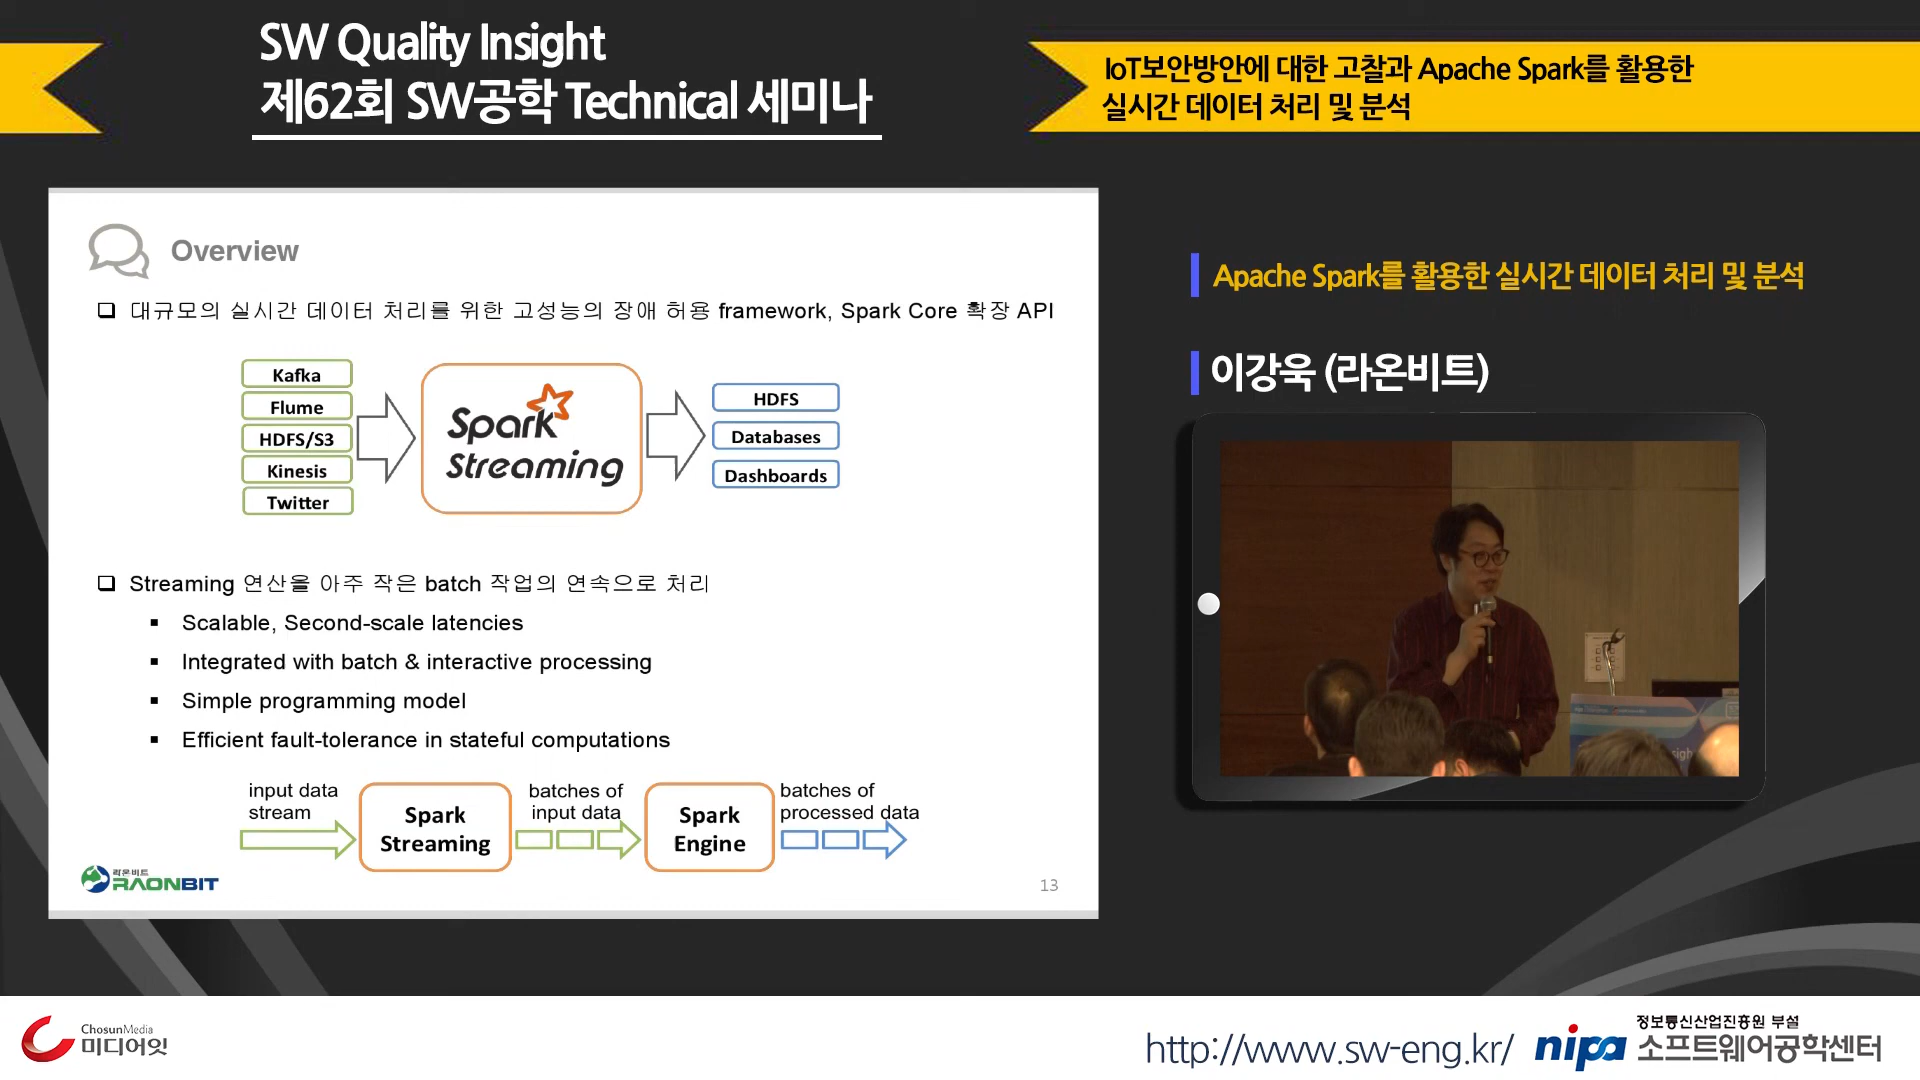 SW Quality Insight
제62회 SW공학 Technical 세미나
IoT보안방안에 대한 고찰과 Apache Spark를 활용한
실시간 데이터 처리 및 분석
Overview
대규모의 실시간 데이터 처리를 위한 고성능의 장애 허용 framework, Spark Core 확장 API
Kafka
Flume
HDFS/S3
Kinesis
Twitter
Spark
Streaming
HDFS
Databases
Dashboards
Streaming 연산을 아주 작은 batch 작업의 연속으로 처리
Scalable, Second-scale latencies
Integrated with batch & interactive processing
Simple programming model
Efficient fault-tolerance in stateful computations
input data
stream
Spark
Streaming
batches of
input data
Spark
Engine
batches of
processed data
라온비트
RAONBIT
13
Apache Spark를 활용한 실시간 데이터 처리 및 분석
이강욱 (라온비트)
ChosunMedia
미디어잇
http://www.sw-eng.kr/
nipa
정보통신산업진흥원 부설
소프트웨어공학센터